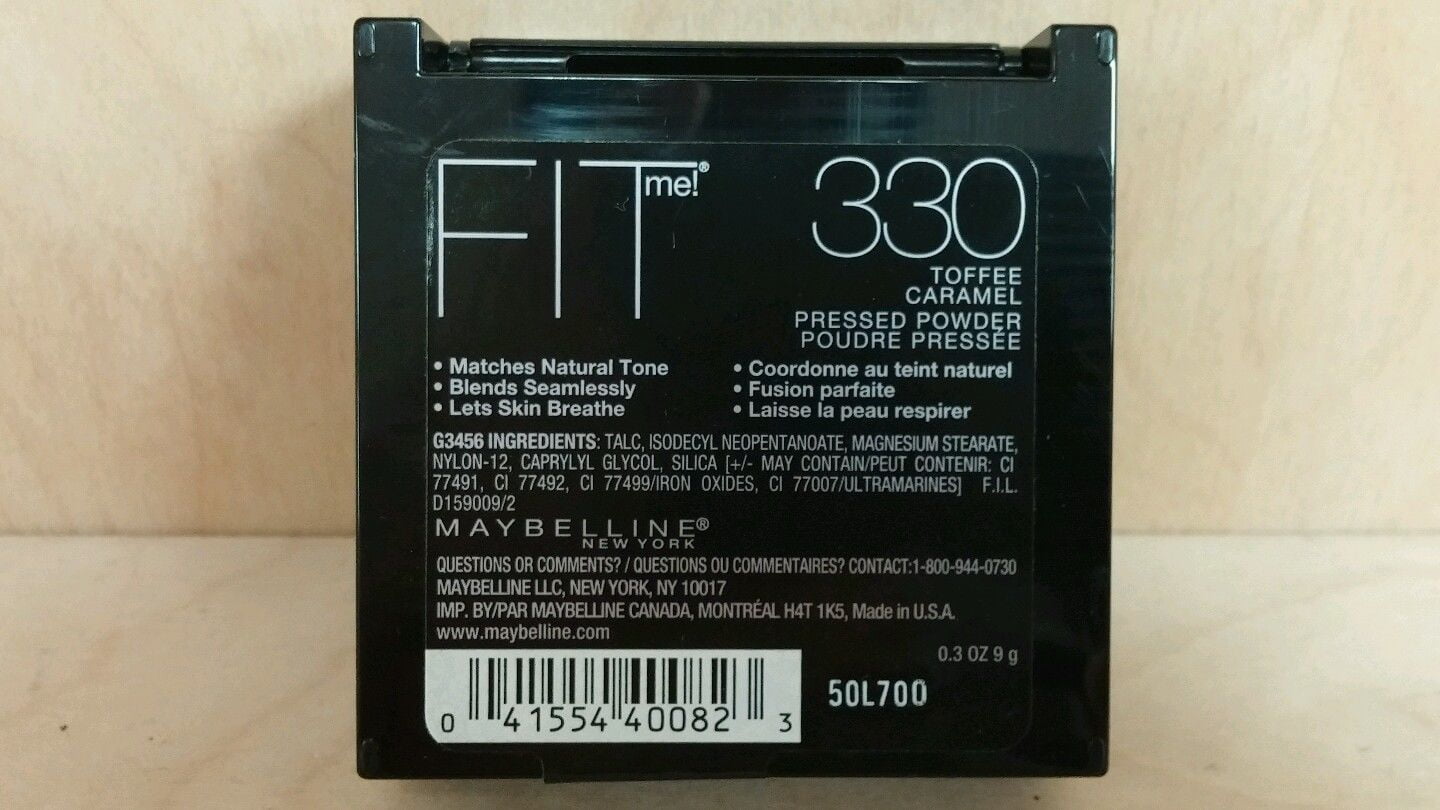 FIT me!®
330
TOFFEE
CARAMEL
PRESSED POWDER
POUDRE PRESSÉE
• Matches Natural Tone
• Blends Seamlessly
• Lets Skin Breathe
• Coordonne au teint naturel
• Fusion parfaite
• Laisse la peau respirer
G3456 INGREDIENTS: TALC, ISODECYL NEOPENTANOATE, MAGNESIUM STEARATE,
NYLON-12, CAPRYLYL GLYCOL, SILICA [+/- MAY CONTAIN/PEUT CONTENIR: CI
77491, CI 77492, CI 77499/IRON OXIDES, CI 77007/ULTRAMARINES] F.I.L.
D159009/2
MAYBELLINE®
NEW YORK
QUESTIONS OR COMMENTS? / QUESTIONS OU COMMENTAIRES? CONTACT:1-800-944-0730
MAYBELLINE LLC, NEW YORK, NY 10017
IMP. BY/PAR MAYBELLINE CANADA, MONTRÉAL H4T 1K5, Made in U.S.A.
www.maybelline.com
0.3 OZ 9 g
50L700
0 41554 40082 3